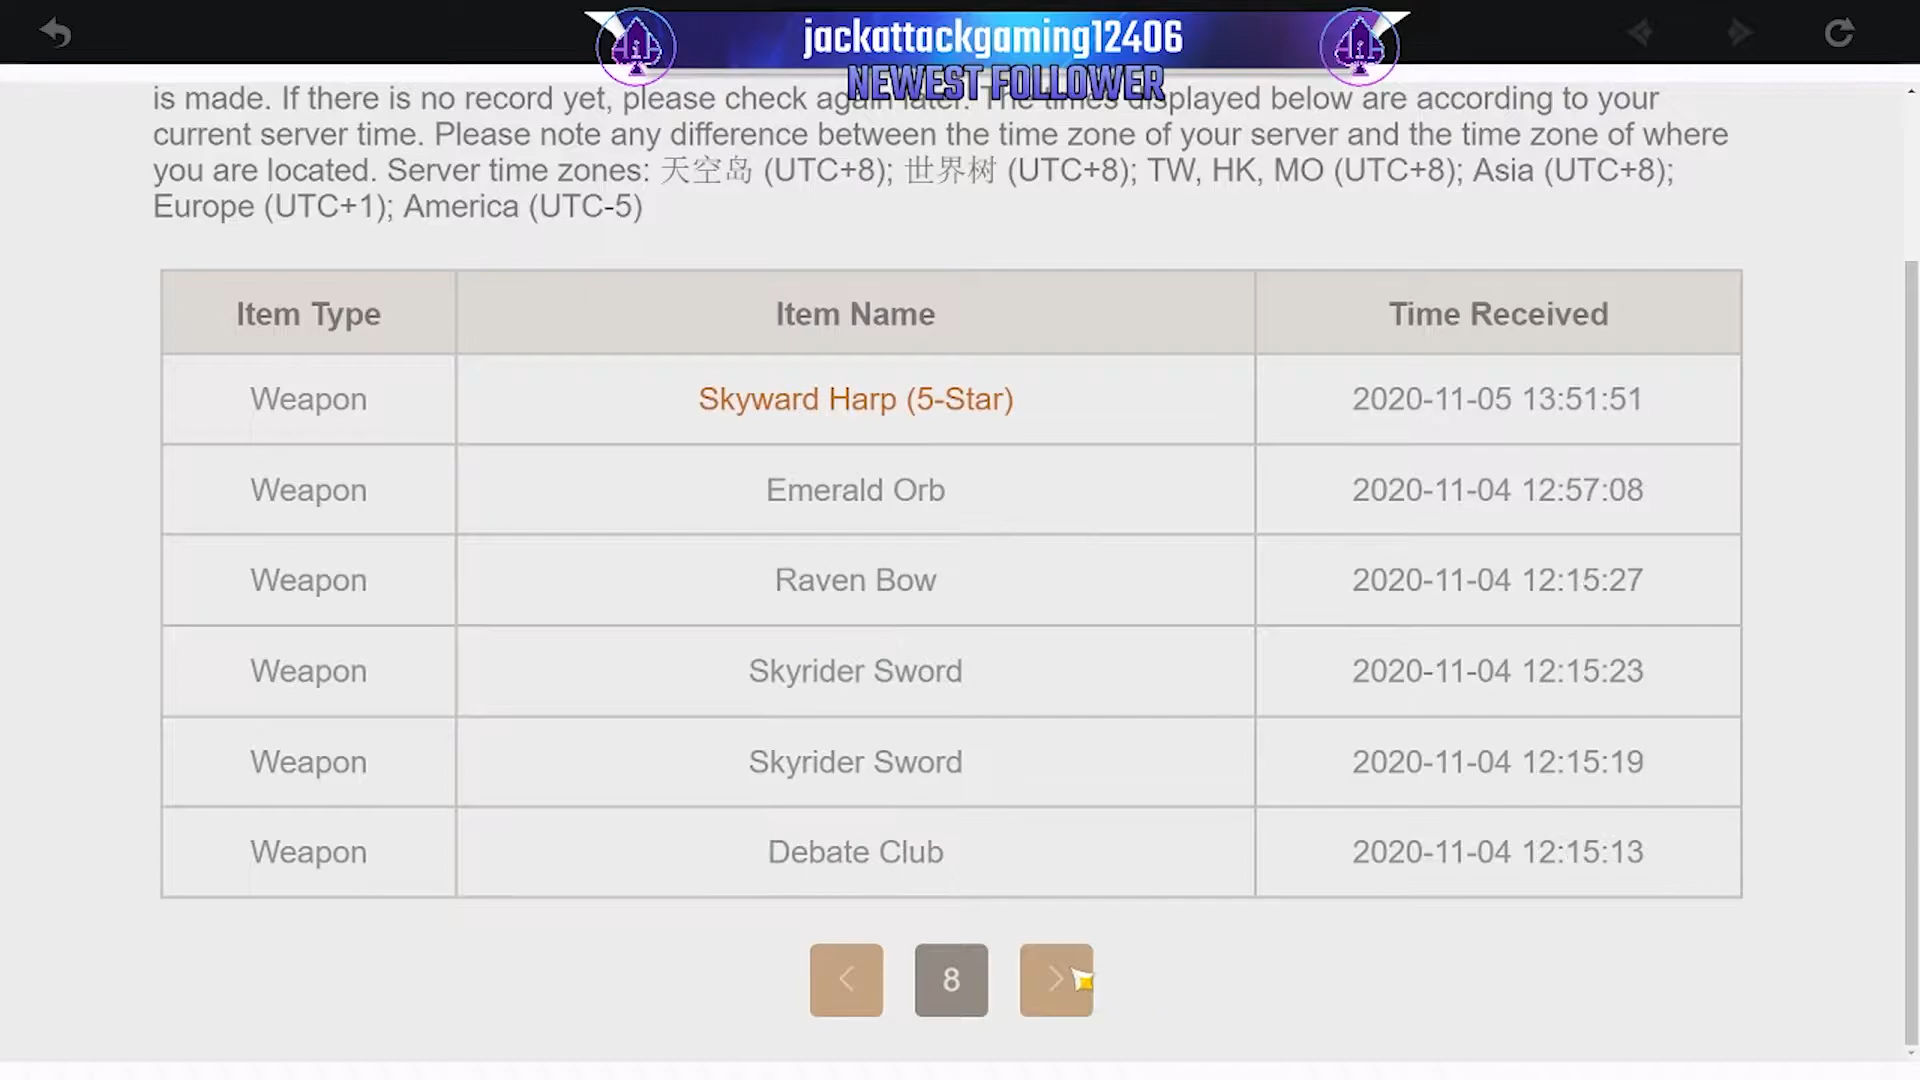 jackattackgaming12406
NEWEST FOLLOWER
is made. If there is no record yet, please check again later. The times displayed below are according to your
current server time. Please note any difference between the time zone of your server and the time zone of where
you are located. Server time zones: 天空岛 (UTC+8); 世界树 (UTC+8); TW, HK, MO (UTC+8); Asia (UTC+8);
Europe (UTC+1); America (UTC-5)
Item Type Item Name Time Received
Weapon Skyward Harp (5-Star) 2020-11-05 13:51:51
Weapon Emerald Orb 2020-11-04 12:57:08
Weapon Raven Bow 2020-11-04 12:15:27
Weapon Skyrider Sword 2020-11-04 12:15:23
Weapon Skyrider Sword 2020-11-04 12:15:19
Weapon Debate Club 2020-11-04 12:15:13
< 8 >